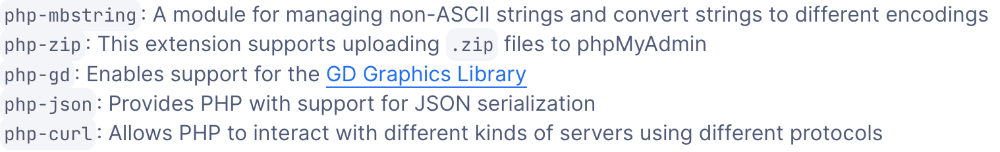 php-mbstring: A module for managing non-ASCII strings and convert strings to different encodings
php-zip: This extension supports uploading .zip files to phpMyAdmin
php-gd: Enables support for the GD Graphics Library
php-json: Provides PHP with support for JSON serialization
php-curl: Allows PHP to interact with different kinds of servers using different protocols